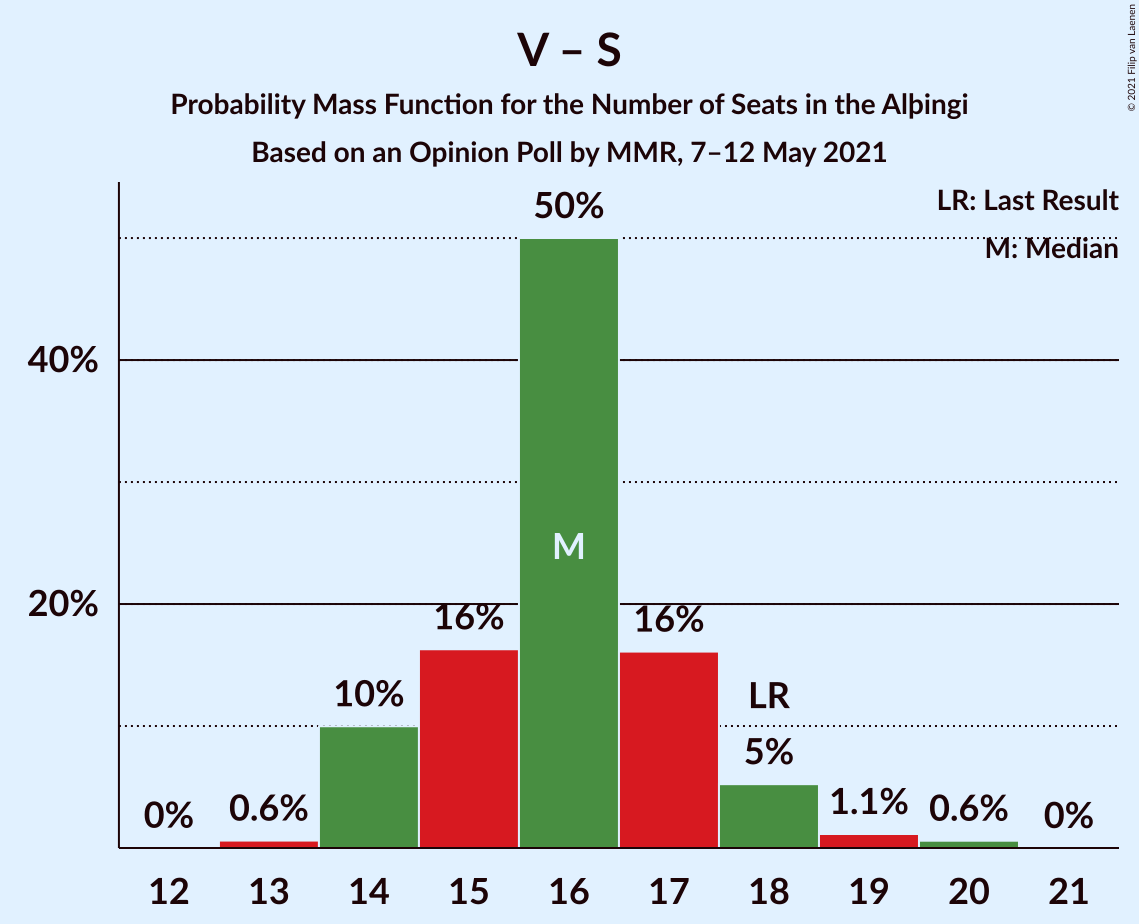 V – S
Probability Mass Function for the Number of Seats in the Alþingi
Based on an Opinion Poll by MMR, 7–12 May 2021
© 2021 Filip van Laenen
LR: Last Result
M: Median
50%
40%
20%
M
16%
16%
10%
LR
5%
0%
0.6%
1.1%
0.6%
0%
12 13 14 15 16 17 18 19 20 21